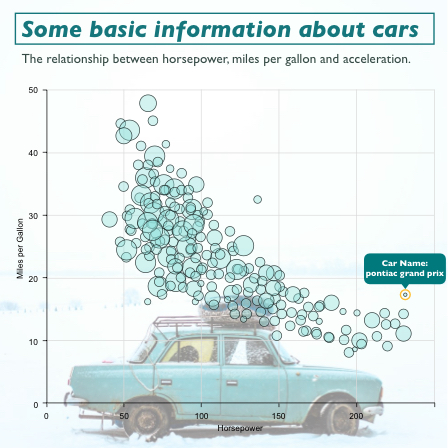 Some basic information about cars
The relationship between horsepower, miles per gallon and acceleration.
50
40
30
20
10
0
Miles per Gallon
Car Name:
pontiac grand prix
0
50
100
150
200
Horsepower